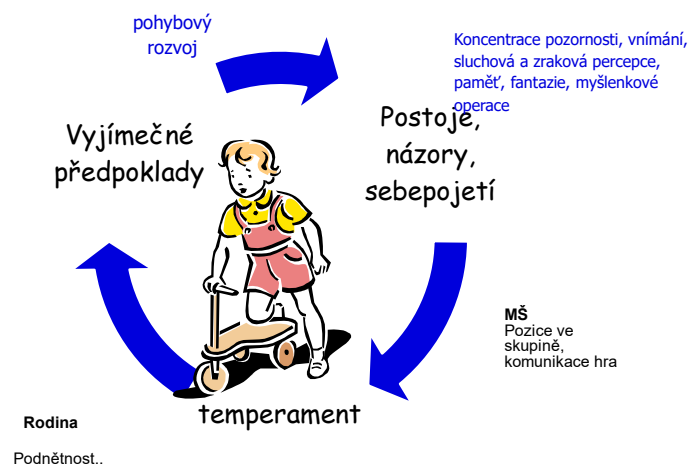 pohybový
rozvoj
Koncentrace pozornosti, vnímání,
sluchová a zraková percepce,
paměť, fantazie, myšlenkové
operace
Vyjímečné
předpoklady
Postoje,
názory,
sebepojetí
MŠ
Pozice ve
skupině,
komunikace hra
temperament
Rodina
Podnětnost..